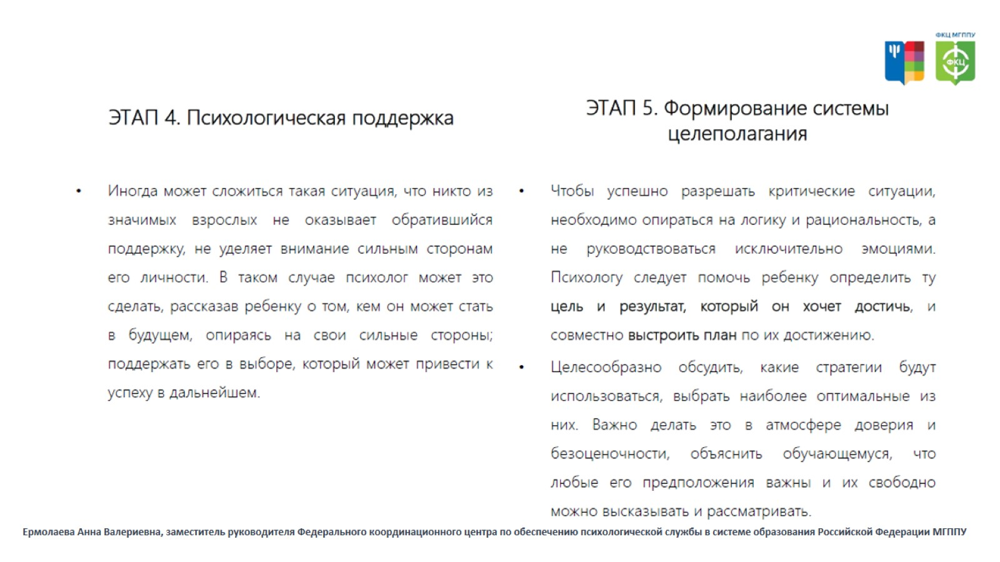 ФКЦ МГППУ
ФКЦ
ЭТАП 4. Психологическая поддержка
• Иногда может сложиться такая ситуация, что никто из
значимых взрослых не оказывает обратившийся
поддержку, не уделяет внимание сильным сторонам
его личности. В таком случае психолог может это
сделать, рассказав ребенку о том, кем он может стать
в будущем, опираясь на свои сильные стороны;
поддержать его в выборе, который может привести к
успеху в дальнейшем.
ЭТАП 5. Формирование системы
целеполагания
• Чтобы успешно разрешать критические ситуации,
необходимо опираться на логику и рациональность, а
не руководствоваться исключительно эмоциями.
Психологу следует помочь ребенку определить ту
цель и результат, который он хочет достичь, и
совместно выстроить план по их достижению.
• Целесообразно обсудить, какие стратегии будут
использоваться, выбрать наиболее оптимальные из
них. Важно делать это в атмосфере доверия и
безоценочности, объяснить обучающемуся, что
любые его предположения важны и их свободно
можно высказывать и рассматривать.
Ермолаева Анна Валериевна, заместитель руководителя Федерального координационного центра по обеспечению психологической службы в системе образования Российской Федерации МГППУ